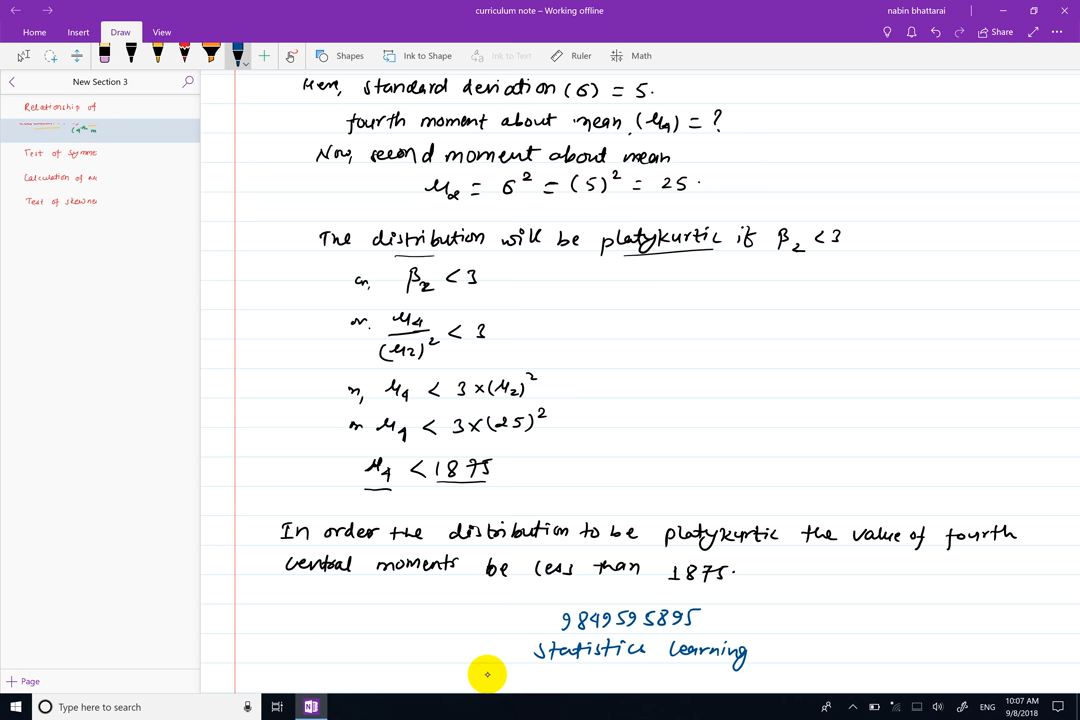 curriculum note – Working offline
nabin bhattarai
Home Insert Draw View
Share
Shapes Ink to Shape Ink to Text Ruler Math
New Section 3
Relationship of
(4th m
Test of Symme
Calculation of
Test of skewne
Here, standard deviation (σ) = 5.
fourth moment about mean (μ4) = ?
Now, second moment about mean
μ2 = σ² = (5)² = 25.
The distribution will be platykurtic if β2 < 3
or, β2 < 3
or, μ4/(μ2)² < 3
or, μ4 < 3×(μ2)²
or μ4 < 3×(25)²
μ4 < 1875
In order the distribution to be platykurtic the value of fourth
central moments be less than 1875.
9849595895
Statistics learning
+ Page
Type here to search
ENG
10:07 AM
9/8/2018